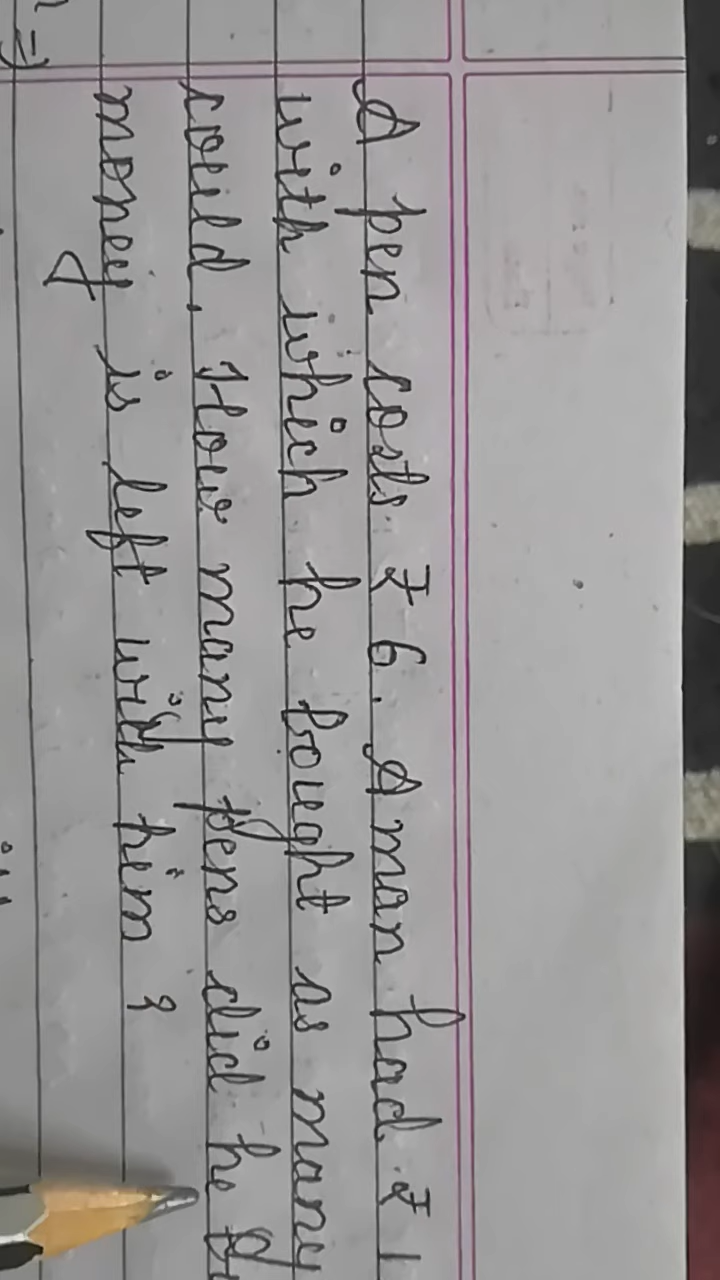 A pen costs ₹ 6. A man had ₹ 1
with which he bought as many
could. How many pens did he
money is left with him ?